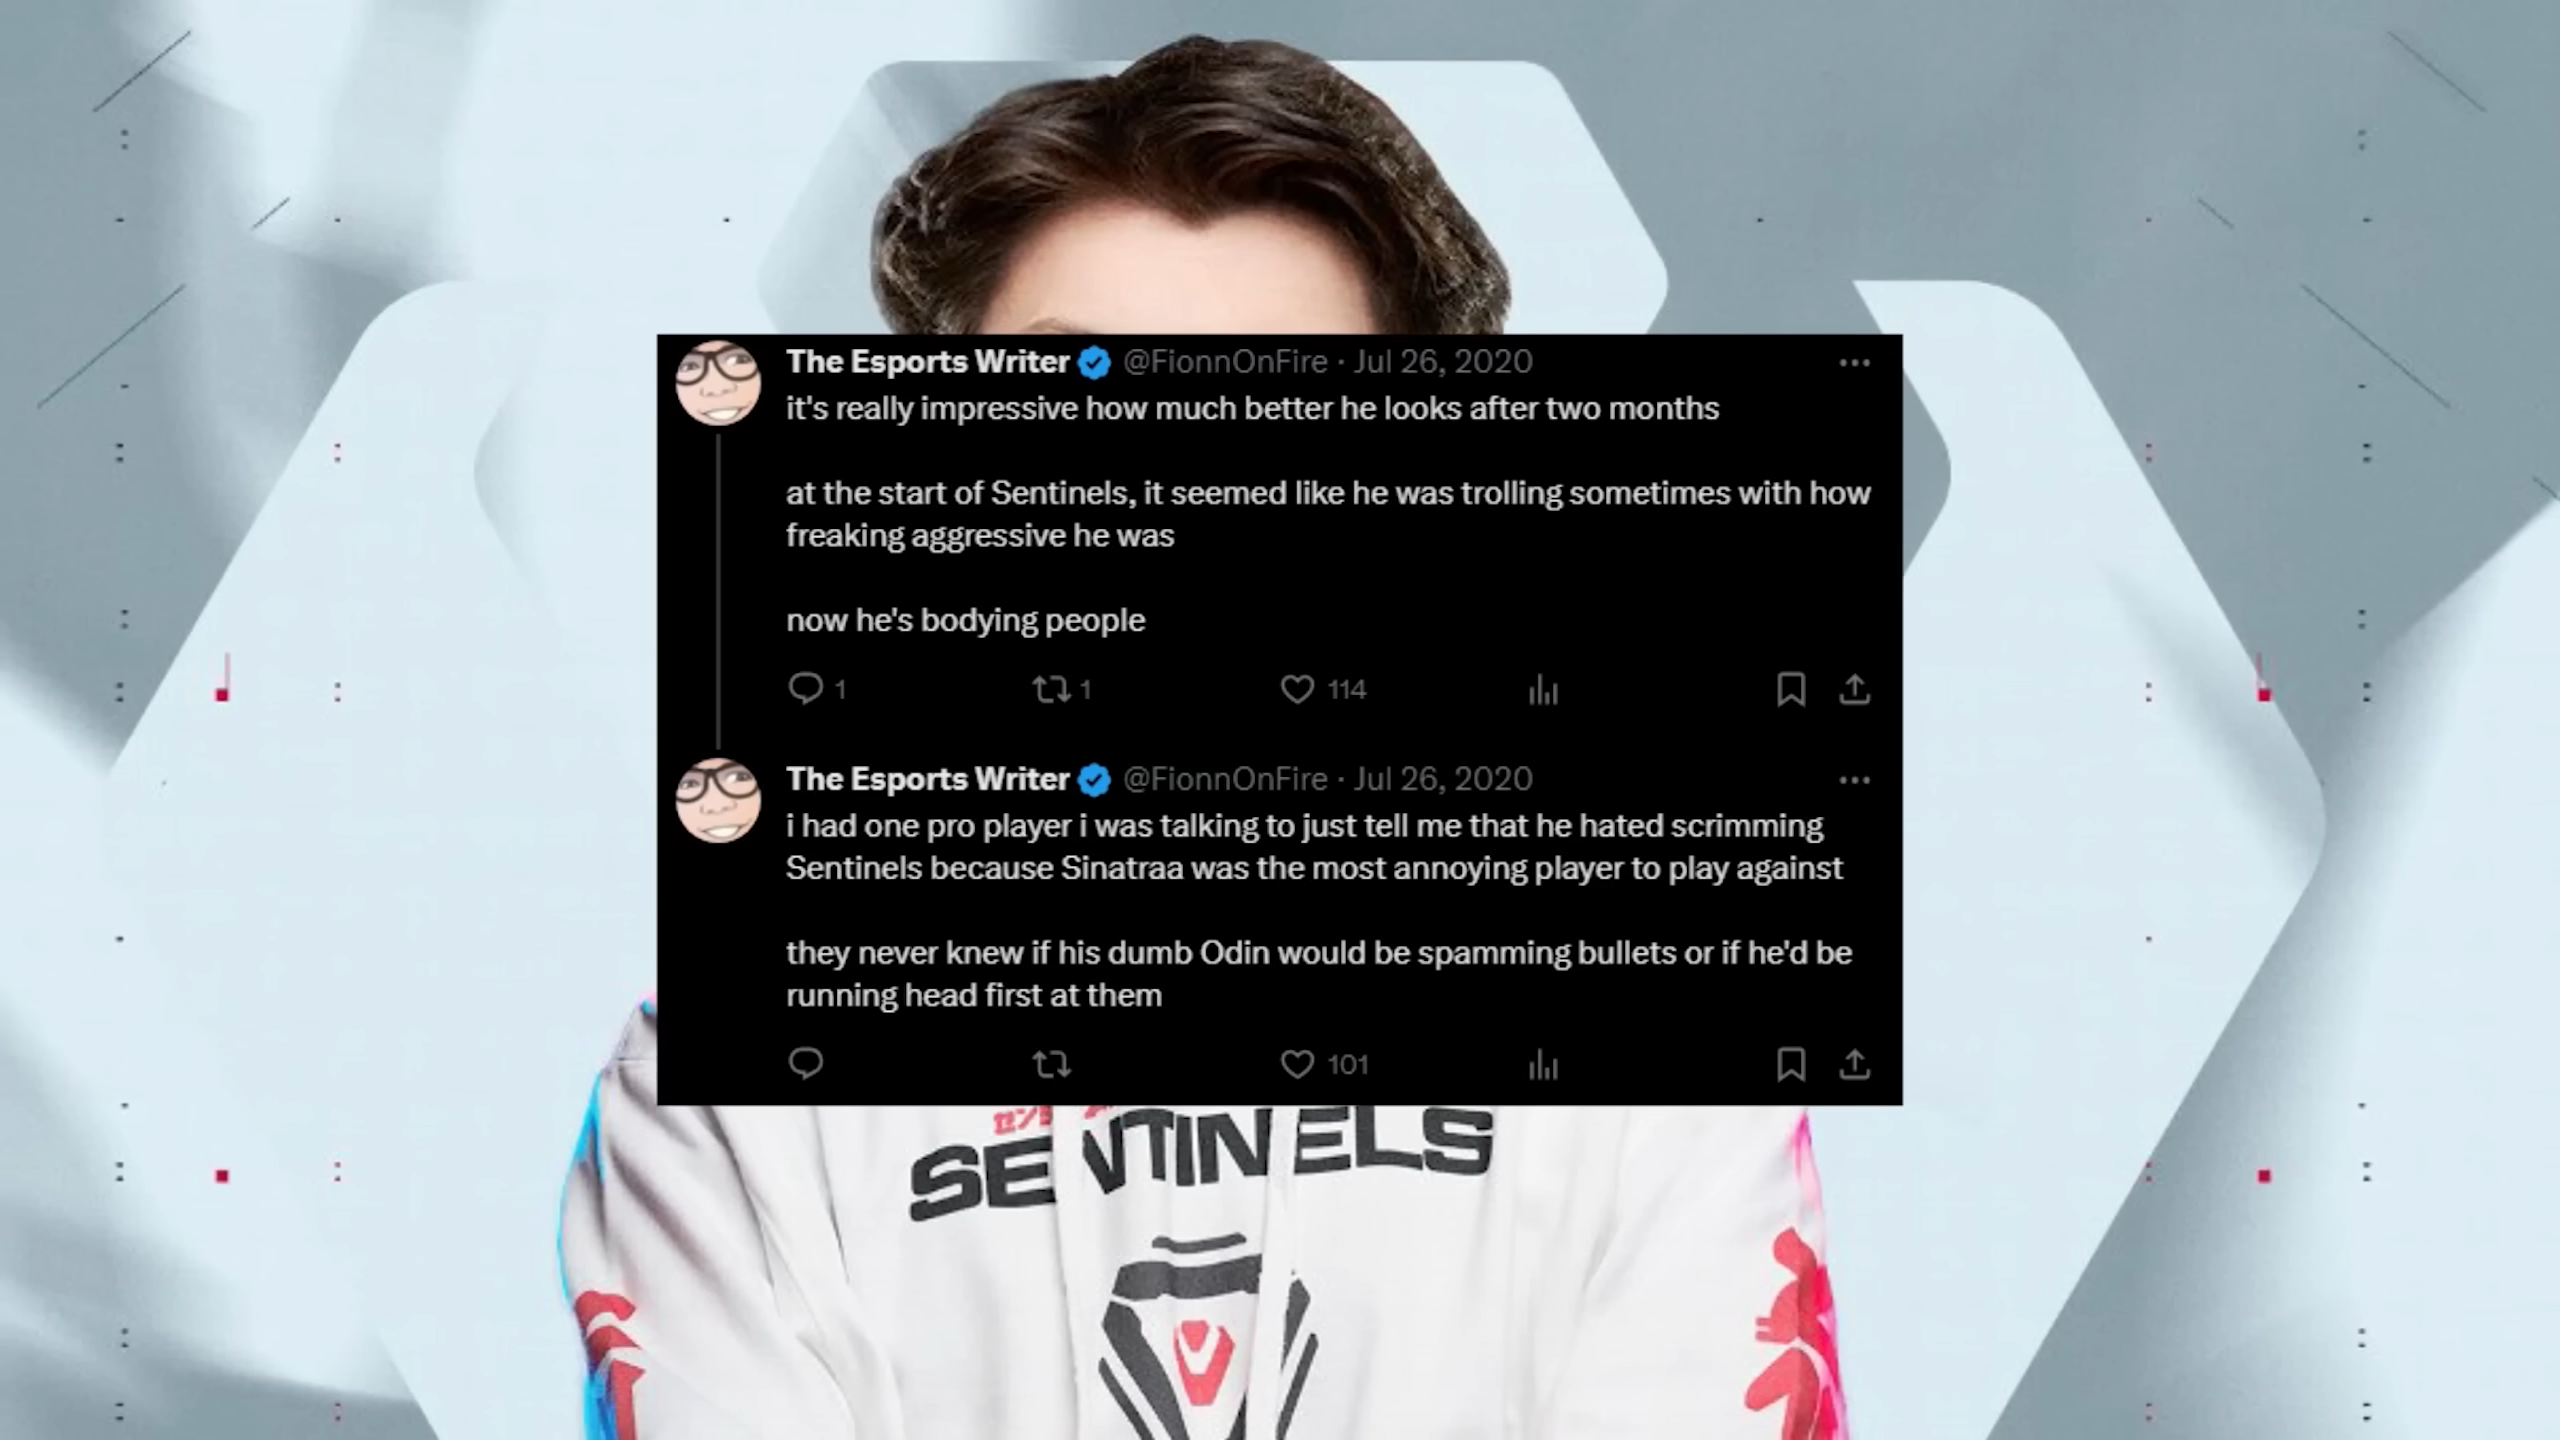 The Esports Writer @FionnOnFire · Jul 26, 2020
it's really impressive how much better he looks after two months
at the start of Sentinels, it seemed like he was trolling sometimes with how
freaking aggressive he was
now he's bodying people
1 1 114
The Esports Writer @FionnOnFire · Jul 26, 2020
i had one pro player i was talking to just tell me that he hated scrimming
Sentinels because Sinatraa was the most annoying player to play against
they never knew if his dumb Odin would be spamming bullets or if he'd be
running head first at them
101
SENTINELS